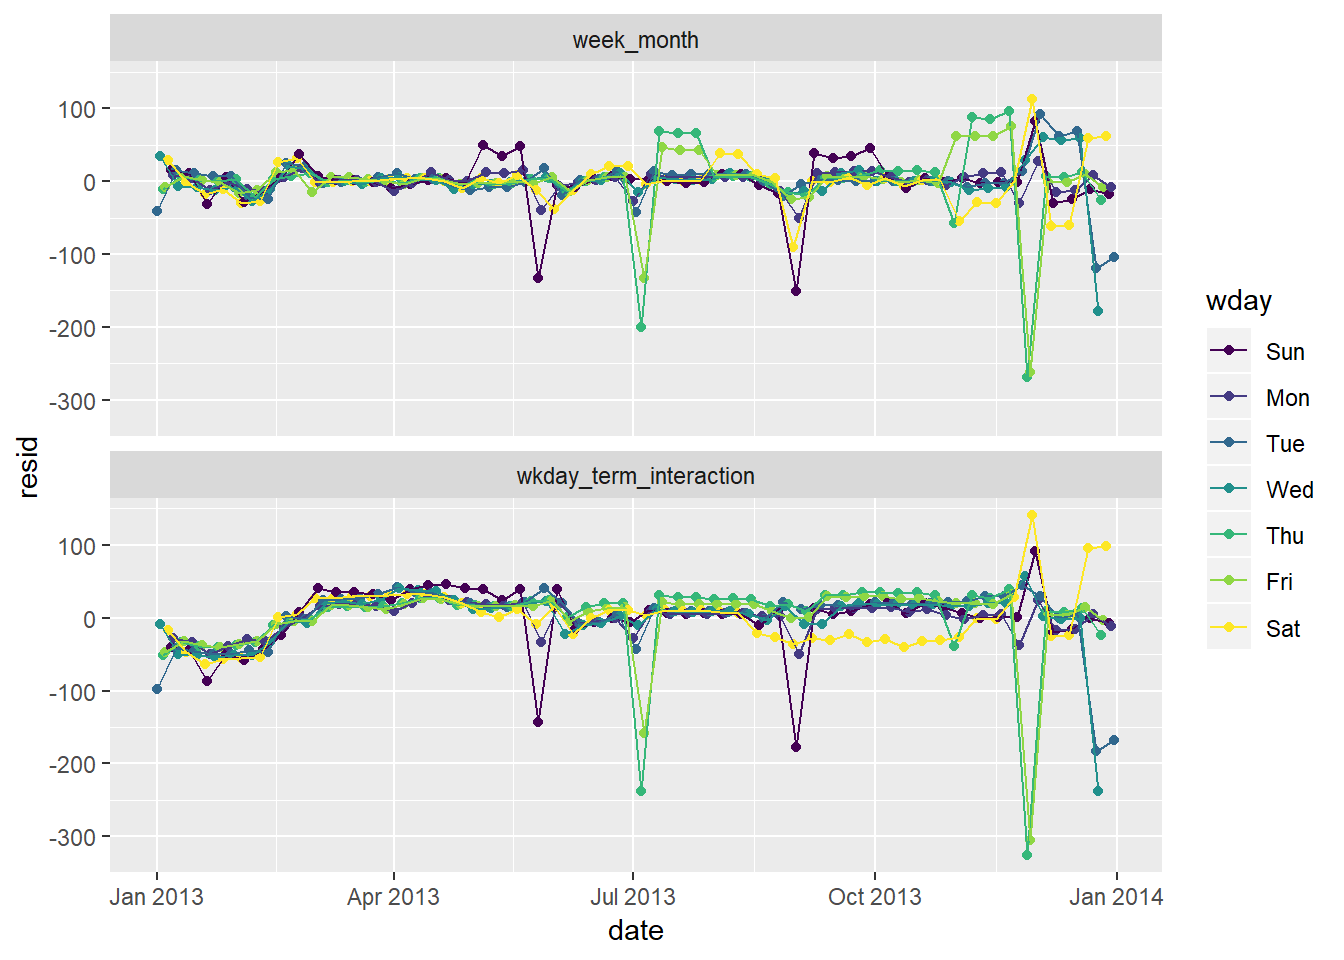 week_month
100
0
-100
-200
-300
resid
wkday_term_interaction
100
0
-100
-200
-300
Jan 2013
Apr 2013
Jul 2013
Oct 2013
Jan 2014
date
wday
Sun
Mon
Tue
Wed
Thu
Fri
Sat